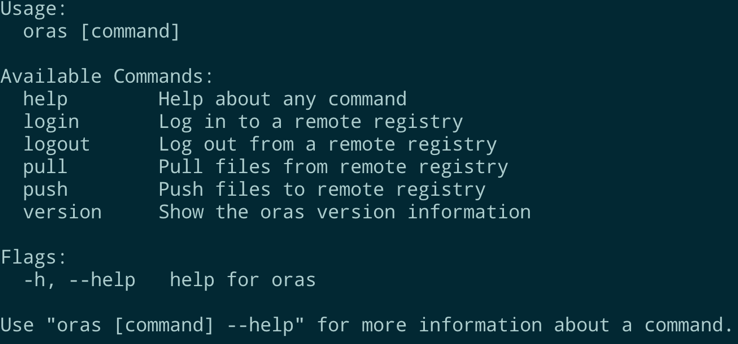 Usage:
  oras [command]

Available Commands:
  help        Help about any command
  login       Log in to a remote registry
  logout      Log out from a remote registry
  pull        Pull files from remote registry
  push        Push files to remote registry
  version     Show the oras version information

Flags:
  -h, --help   help for oras

Use "oras [command] --help" for more information about a command.